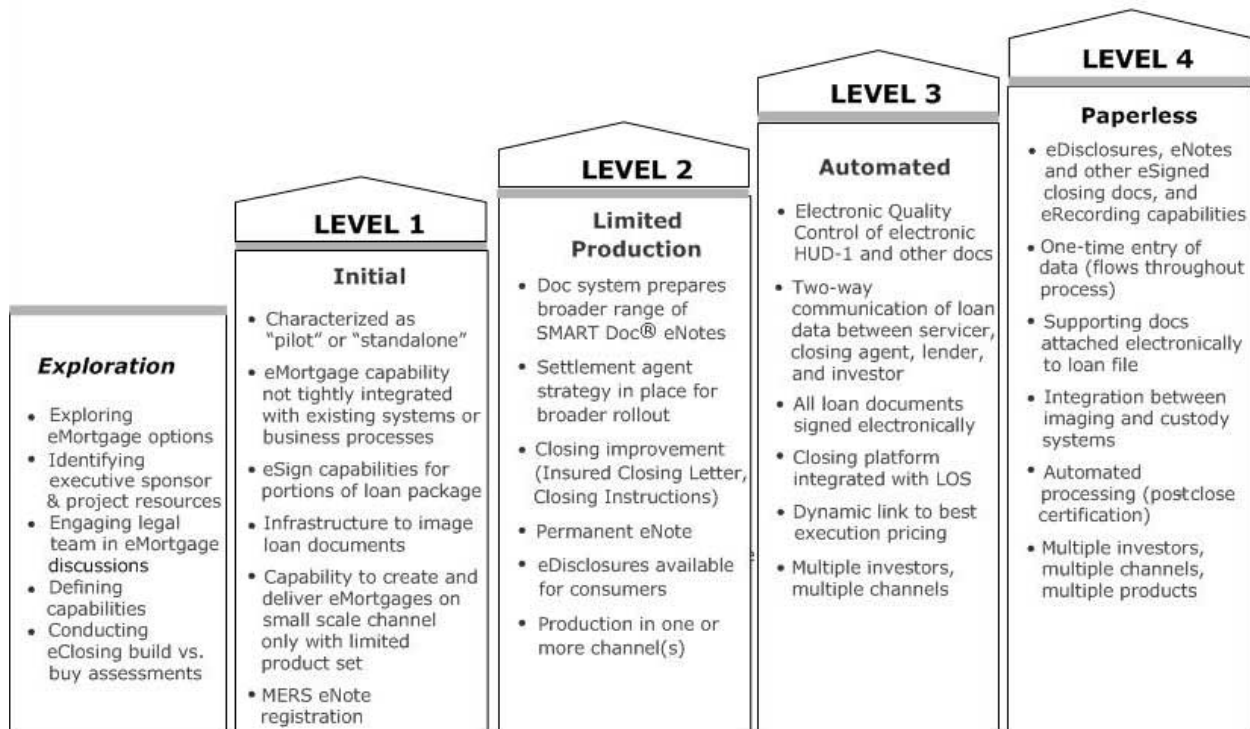 Exploration
• Exploring
eMortgage options
• Identifying
executive sponsor
& project resources
• Engaging legal
team in eMortgage
discussions
• Defining
capabilities
• Conducting
eClosing build vs.
buy assessments
LEVEL 1
Initial
• Characterized as
“pilot” or “standalone”
• eMortgage capability
not tightly integrated
with existing systems or
business processes
• eSign capabilities for
portions of loan package
• Infrastructure to image
loan documents
• Capability to create and
deliver eMortgages on
small scale channel
only with limited
product set
• MERS eNote
registration
LEVEL 2
Limited
Production
• Doc system prepares
broader range of
SMART Doc® eNotes
• Settlement agent
strategy in place for
broader rollout
• Closing improvement
(Insured Closing Letter,
Closing Instructions)
• Permanent eNote
• eDisclosures available
for consumers
• Production in one or
more channel(s)
LEVEL 3
Automated
• Electronic Quality
Control of electronic
HUD-1 and other docs
• Two-way
communication of loan
data between servicer,
closing agent, lender,
and investor
• All loan documents
signed electronically
• Closing platform
integrated with LOS
• Dynamic link to best
execution pricing
• Multiple investors,
multiple channels
LEVEL 4
Paperless
• eDisclosures, eNotes
and other eSigned
closing docs, and
eRecording capabilities
• One-time entry of
data (flows throughout
process)
• Supporting docs
attached electronically
to loan file
• Integration between
imaging and custody
systems
• Automated
processing (postclose
certification)
• Multiple investors,
multiple channels,
multiple products